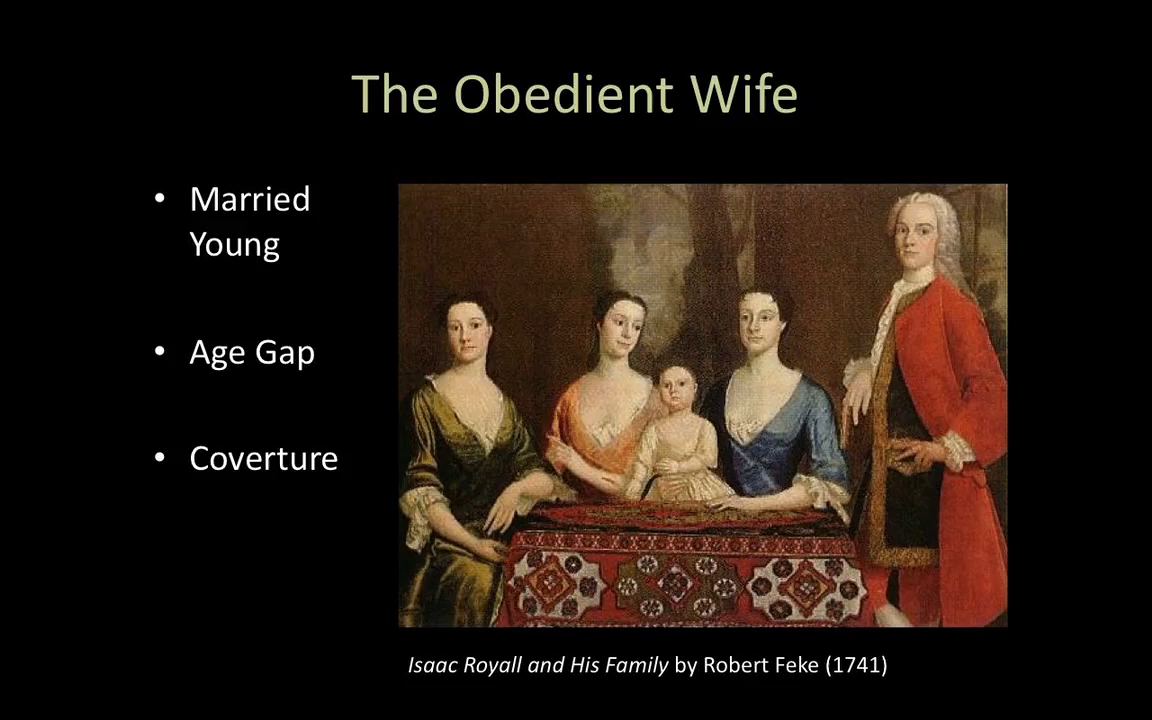 The Obedient Wife
• Married
Young
• Age Gap
• Coverture
Isaac Royall and His Family by Robert Feke (1741)